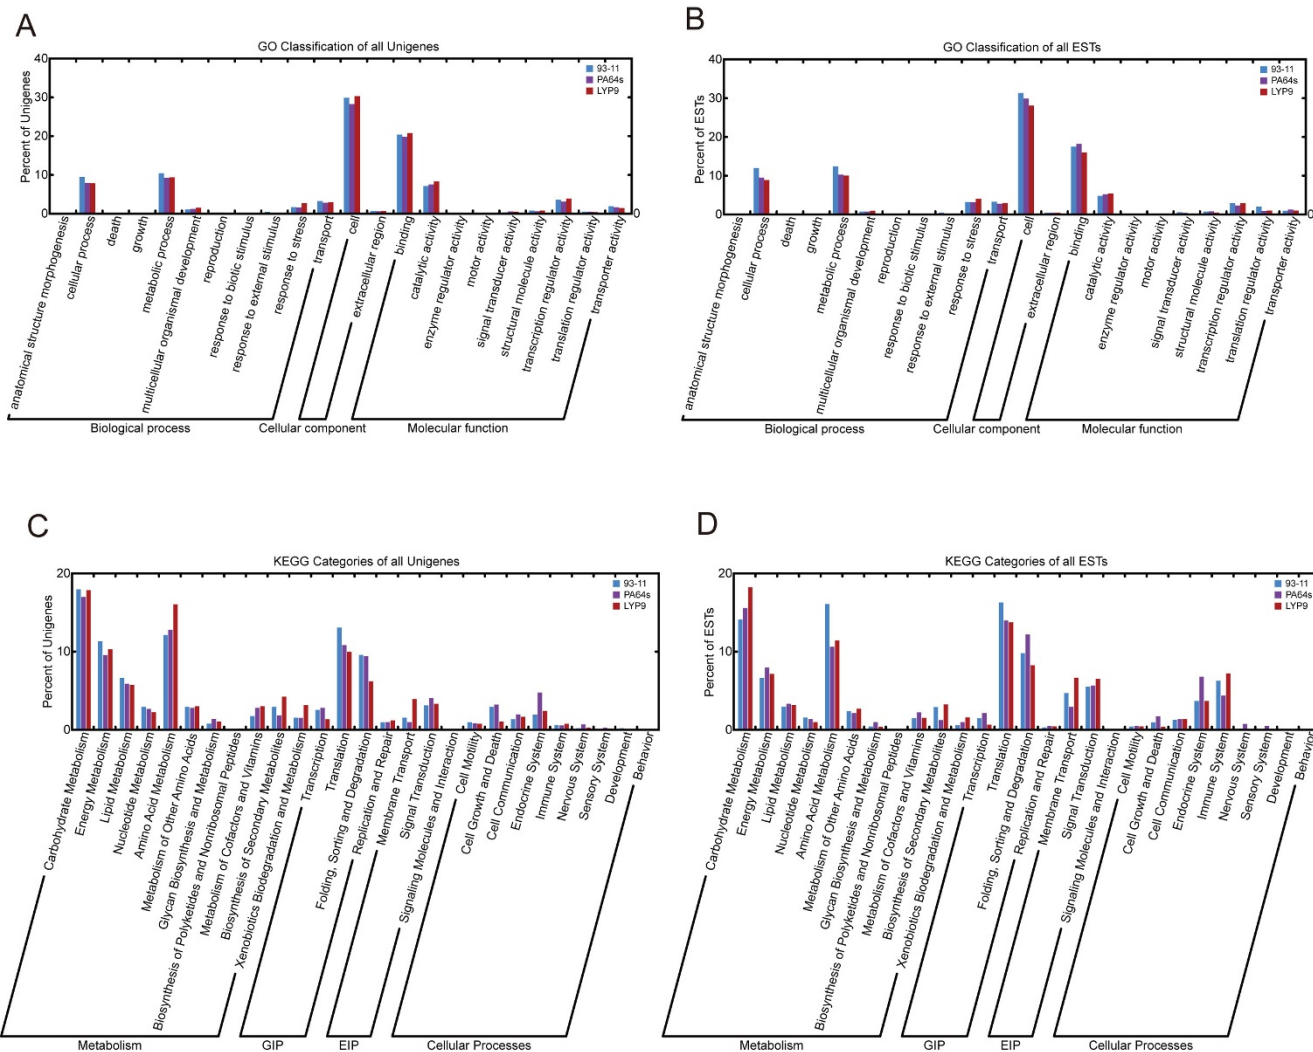 A
GO Classification of all Unigenes
40
30
20
10
0
0
Percent of Unigenes
93-11
PA64s
LYP9
anatomical structure morphogenesis
cellular process
death
growth
metabolic process
multicellular organismal development
reproduction
response to biotic stimulus
response to external stimulus
response to stress
transport
cell
extracellular region
binding
catalytic activity
enzyme regulator activity
motor activity
signal transducer activity
structural molecule activity
transcription regulator activity
translation regulator activity
transporter activity
Biological process
Cellular component
Molecular function
B
GO Classification of all ESTs
40
30
20
10
0
0
Percent of ESTs
93-11
PA64s
LYP9
anatomical structure morphogenesis
cellular process
death
growth
metabolic process
multicellular organismal development
reproduction
response to biotic stimulus
response to external stimulus
response to stress
transport
cell
extracellular region
binding
catalytic activity
enzyme regulator activity
motor activity
signal transducer activity
structural molecule activity
transcription regulator activity
translation regulator activity
transporter activity
Biological process
Cellular component
Molecular function
C
KEGG Categories of all Unigenes
20
10
0
Percent of Unigenes
93-11
PA64s
LYP9
Carbohydrate Metabolism
Energy Metabolism
Lipid Metabolism
Nucleotide Metabolism
Amino Acid Metabolism
Metabolism of Other Amino Acids
Glycan Biosynthesis and Metabolism
Biosynthesis of Polyketides and Nonribosomal Peptides
Metabolism of Cofactors and Vitamins
Biosynthesis of Secondary Metabolites
Xenobiotics Biodegradation and Metabolism
Transcription
Translation
Folding, Sorting and Degradation
Replication and Repair
Membrane Transport
Signal Transduction
Signaling Molecules and Interaction
Cell Motility
Cell Growth and Death
Cell Communication
Endocrine System
Immune System
Nervous System
Sensory System
Development
Behavior
Metabolism
GIP
EIP
Cellular Processes
D
KEGG Categories of all ESTs
20
10
0
Percent of ESTs
93-11
PA64s
LYP9
Carbohydrate Metabolism
Energy Metabolism
Lipid Metabolism
Nucleotide Metabolism
Amino Acid Metabolism
Metabolism of Other Amino Acids
Glycan Biosynthesis and Metabolism
Biosynthesis of Polyketides and Nonribosomal Peptides
Metabolism of Cofactors and Vitamins
Biosynthesis of Secondary Metabolites
Xenobiotics Biodegradation and Metabolism
Transcription
Translation
Folding, Sorting and Degradation
Replication and Repair
Membrane Transport
Signal Transduction
Signaling Molecules and Interaction
Cell Motility
Cell Growth and Death
Cell Communication
Endocrine System
Immune System
Nervous System
Sensory System
Development
Behavior
Metabolism
GIP
EIP
Cellular Processes